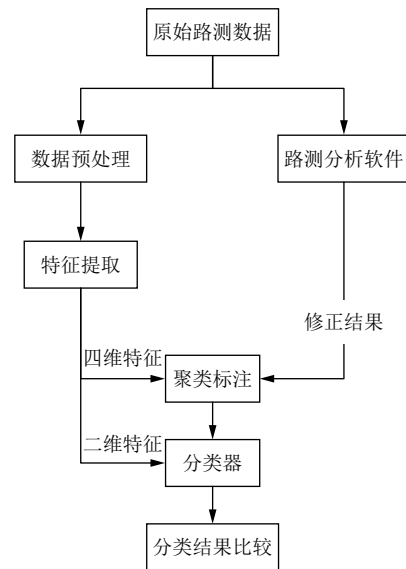 原始路测数据
数据预处理
路测分析软件
特征提取
修正结果
四维特征
聚类标注
二维特征
分类器
分类结果比较